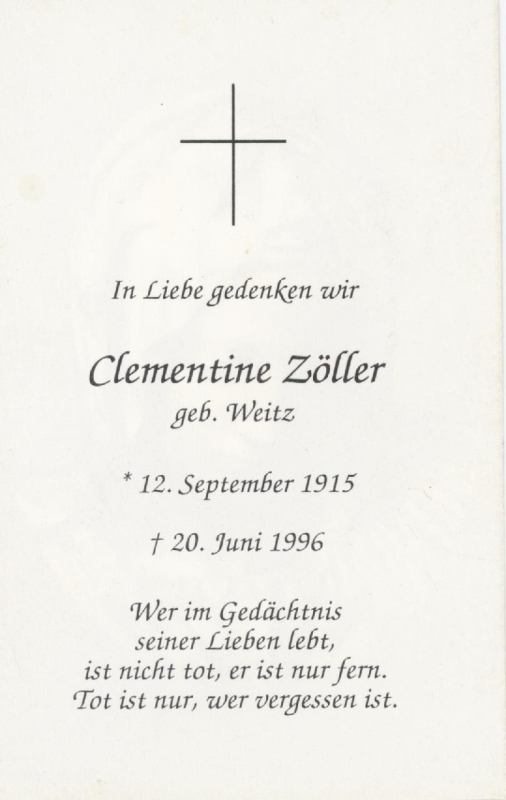 In Liebe gedenken wir
Clementine Zöller
geb. Weitz
* 12. September 1915
† 20. Juni 1996
Wer im Gedächtnis
seiner Lieben lebt,
ist nicht tot, er ist nur fern.
Tot ist nur, wer vergessen ist.